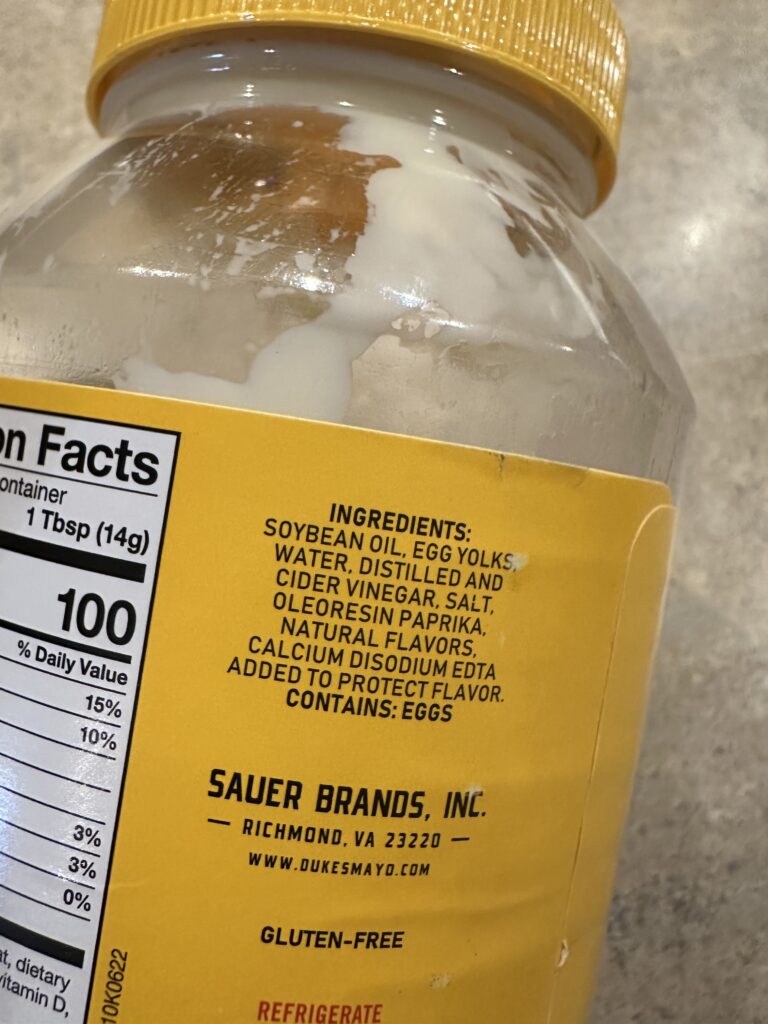 on Facts
ontainer
1 Tbsp (14g)
100
% Daily Value
15%
10%
3%
3%
0%
at, dietary
vitamin D,
10K0622
INGREDIENTS:
SOYBEAN OIL, EGG YOLKS,
WATER, DISTILLED AND
CIDER VINEGAR, SALT,
OLEORESIN PAPRIKA,
NATURAL FLAVORS,
CALCIUM DISODIUM EDTA
ADDED TO PROTECT FLAVOR.
CONTAINS: EGGS
SAUER BRANDS, INC.
— RICHMOND, VA 23220 —
WWW.DUKESMAYO.COM
GLUTEN-FREE
REFRIGERATE